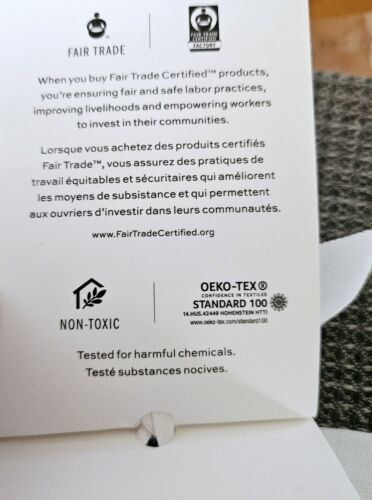 FAIR TRADE™
FAIR TRADE
CERTIFIED
FACTORY
When you buy Fair Trade Certified™ products,
you're ensuring fair and safe labor practices,
improving livelihoods and empowering workers
to invest in their communities.
Lorsque vous achetez des produits certifiés
Fair Trade™, vous assurez des pratiques de
travail équitables et sécuritaires qui améliorent
les moyens de subsistance et qui permettent
aux ouvriers d'investir dans leurs communautés.
www.FairTradeCertified.org
NON-TOXIC
OEKO-TEX®
CONFIDENCE IN TEXTILES
STANDARD 100
14.HUS.42449 HOHENSTEIN HTTI
www.oeko-tex.com/standard100
Tested for harmful chemicals.
Testé substances nocives.